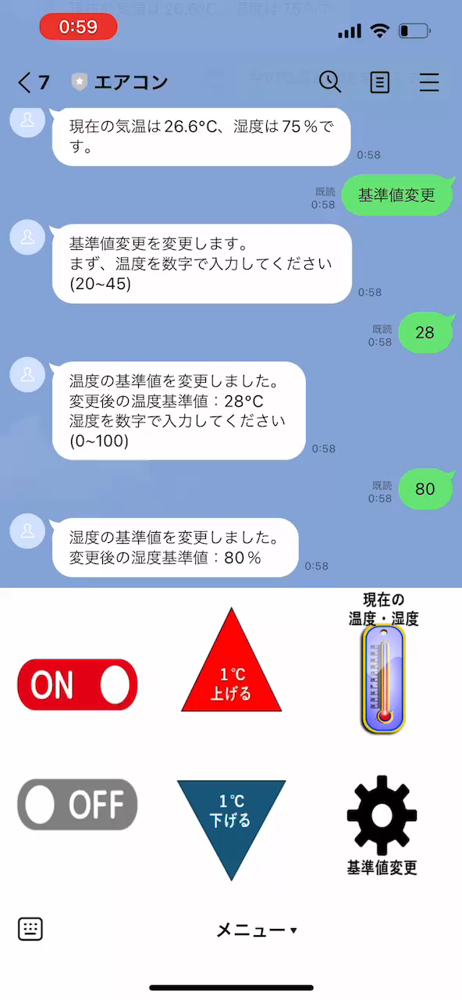 0:59
7 エアコン
現在の気温は26.6°C、湿度は75%で
す。
0:58
既読
0:58
基準値変更
基準値変更を変更します。
まず、温度を数字で入力してください
(20~45)
0:58
既読
0:58
28
温度の基準値を変更しました。
変更後の温度基準値：28°C
湿度を数字で入力してください
(0~100)
0:58
既読
0:58
80
湿度の基準値を変更しました。
変更後の湿度基準値：80%
0:58
ON
1℃
上げる
現在の
温度・湿度
OFF
1℃
下げる
基準値変更
メニュー▼